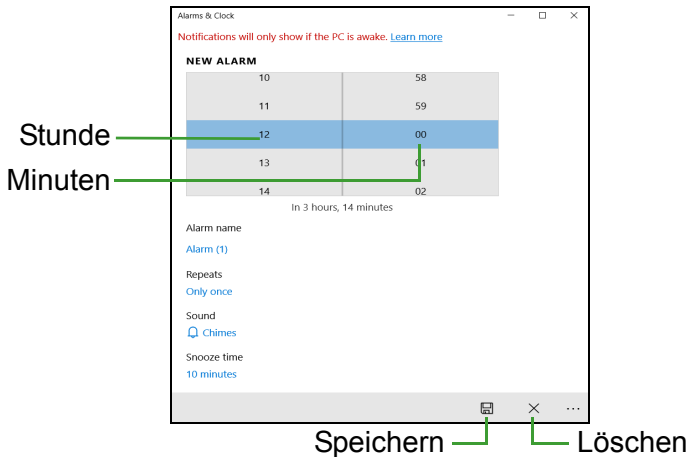 Alarms & Clock
Notifications will only show if the PC is awake. Learn more
NEW ALARM
10 58
11 59
Stunde 12 00
13 01
Minuten
14 02
In 3 hours, 14 minutes
Alarm name
Alarm (1)
Repeats
Only once
Sound
Chimes
Snooze time
10 minutes
...
Speichern Löschen